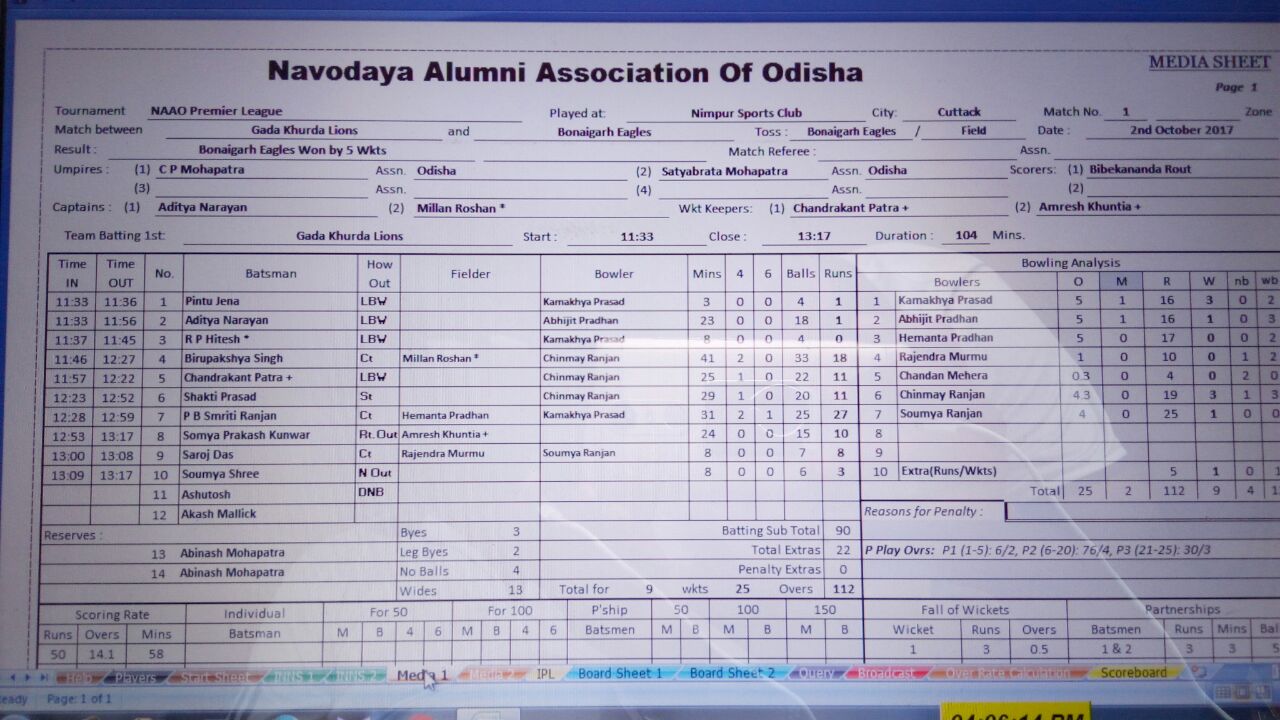 Navodaya Alumni Association Of Odisha
MEDIA SHEET
Page 1
Tournament NAAO Premier League Played at: Nimpur Sports Club City: Cuttack Match No. 1 Zone
Match between Gada Khurda Lions and Bonaigarh Eagles Toss : Bonaigarh Eagles / Field Date : 2nd October 2017
Result : Bonaigarh Eagles Won by 5 Wkts Match Referee : Assn.
Umpires : (1) C P Mohapatra Assn. Odisha (2) Satyabrata Mohapatra Assn. Odisha Scorers: (1) Bibekananda Rout
(3) Assn. (4) Assn. (2)
Captains : (1) Aditya Narayan (2) Millan Roshan * Wkt Keepers: (1) Chandrakant Patra + (2) Amresh Khuntia +
Team Batting 1st: Gada Khurda Lions Start : 11:33 Close : 13:17 Duration : 104 Mins.
Time IN Time OUT No. Batsman How Out Fielder Bowler Mins 4 6 Balls Runs
Bowling Analysis
Bowlers O M R W nb wb
11:33 11:36 1 Pintu Jena LBW Kamakhya Prasad 3 0 0 4 1 1 Kamakhya Prasad 5 1 16 3 0 2
11:33 11:56 2 Aditya Narayan LBW Abhijit Pradhan 23 0 0 18 1 2 Abhijit Pradhan 5 1 16 1 0 3
11:37 11:45 3 R P Hitesh * LBW Kamakhya Prasad 8 0 0 4 0 3 Hemanta Pradhan 5 0 17 0 0 2
11:46 12:27 4 Birupakshya Singh Ct Millan Roshan * Chinmay Ranjan 41 2 0 33 18 4 Rajendra Murmu 1 0 10 0 1 2
11:57 12:22 5 Chandrakant Patra + LBW Chinmay Ranjan 25 1 0 22 11 5 Chandan Mehera 0.3 0 4 0 2 0
12:23 12:52 6 Shakti Prasad St Chinmay Ranjan 29 1 0 20 11 6 Chinmay Ranjan 4.3 0 19 3 1 3
12:28 12:59 7 P B Smriti Ranjan Ct Hemanta Pradhan Kamakhya Prasad 31 2 1 25 27 7 Soumya Ranjan 4 0 25 1 0 0
12:53 13:17 8 Somya Prakash Kunwar Rt. Out Amresh Khuntia + 24 0 0 15 10 8
13:00 13:08 9 Saroj Das Ct Rajendra Murmu Soumya Ranjan 8 0 0 7 8 9
13:09 13:17 10 Soumya Shree N Out 8 0 0 6 3 10 Extra(Runs/Wkts) 5 1 0
11 Ashutosh DNB Total 25 2 112 9 4
12 Akash Mallick Reasons for Penalty :
Reserves : Byes 3 Batting Sub Total 90
13 Abinash Mohapatra Leg Byes 2 Total Extras 22 P Play Ovrs: P1 (1-5): 6/2, P2 (6-20): 76/4, P3 (21-25): 30/3
14 Abinash Mohapatra No Balls 4 Penalty Extras 0
Wides 13 Total for 9 wkts 25 Overs 112
Scoring Rate Individual For 50 For 100 P'ship 50 100 150 Fall of Wickets Partnerships
Runs Overs Mins Batsman M B 4 6 M B 4 6 Batsmen M B M B M B Wicket Runs Overs Batsmen Runs Mins
50 14.1 58 1 3 0.5 1 & 2 3 3
Help Players Start Sheet INNS 1 INNS 2 Media 1 Media 2 IPL Board Sheet 1 Board Sheet 2 Query Broadcast Over Rate Calculation Scoreboard
Page: 1 of 1
04:06:14 PM